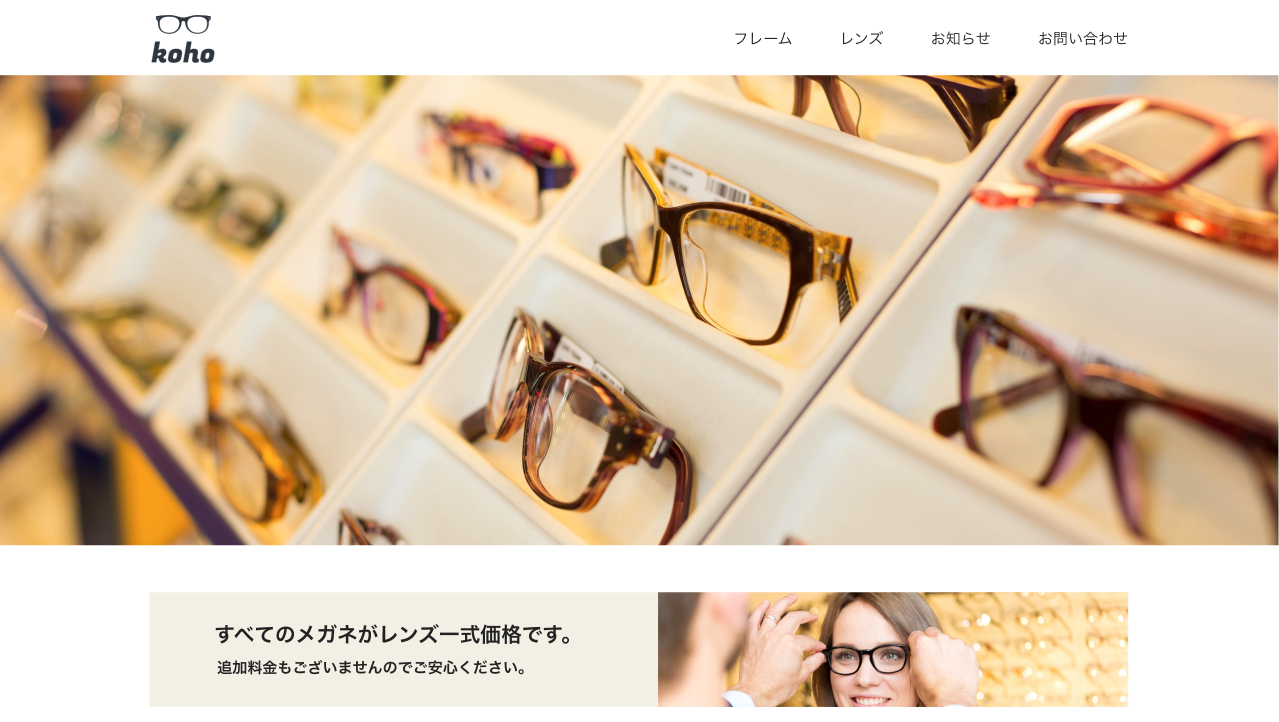 koho
フレーム
レンズ
お知らせ
お問い合わせ
すべてのメガネがレンズ一式価格です。
追加料金もございませんのでご安心ください。